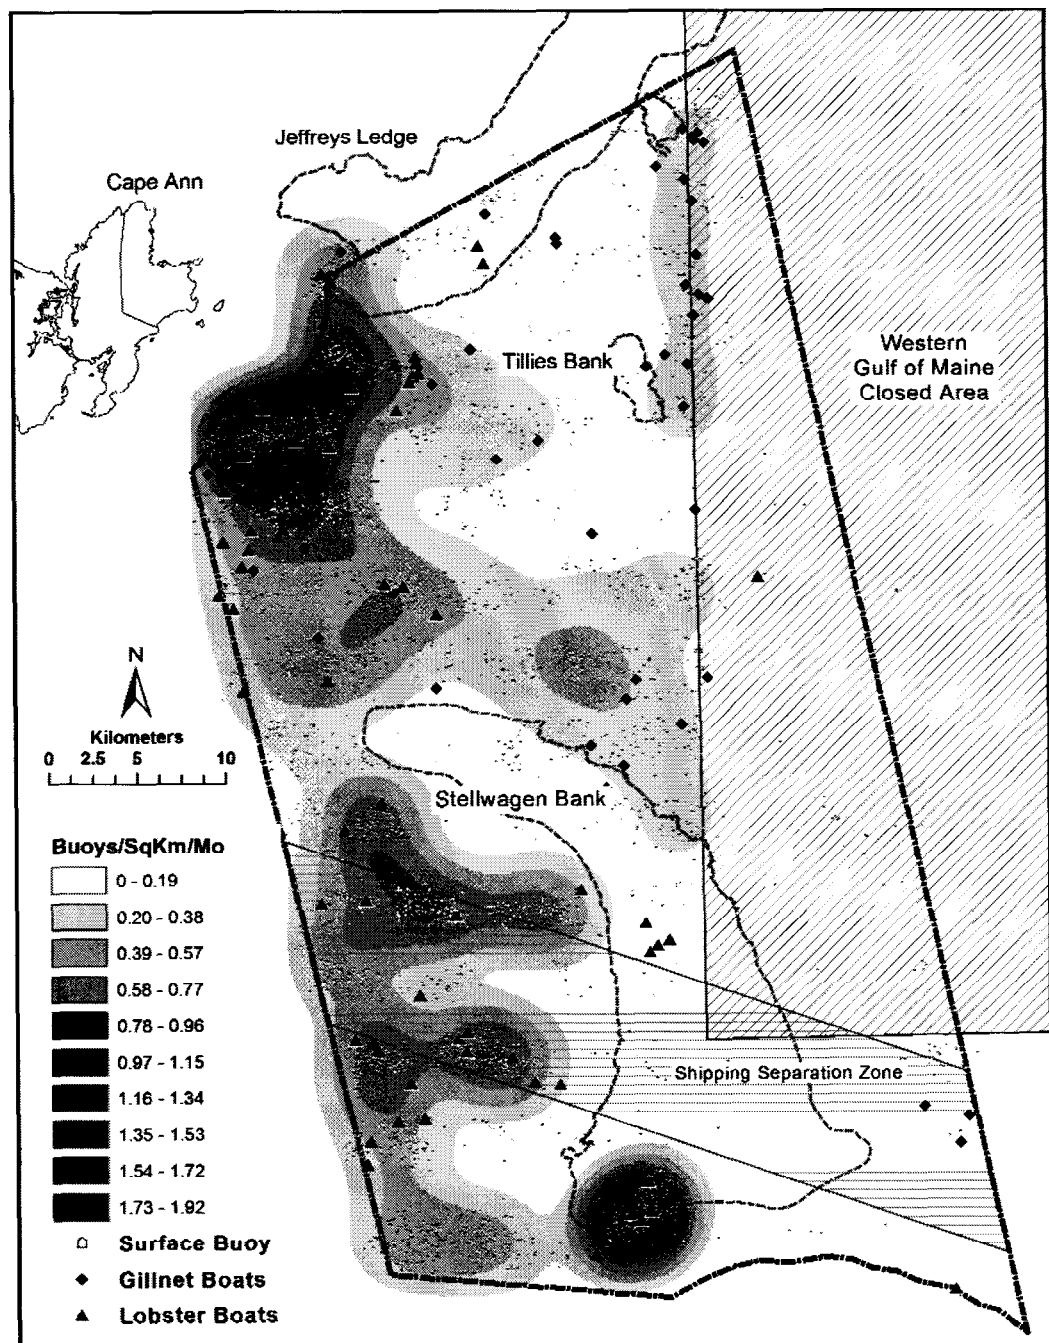 Jeffreys Ledge
Cape Ann
Tillies Bank
Western
Gulf of Maine
Closed Area
N
Kilometers
0 2.5 5 10
Stellwagen Bank
Buoys/SqKm/Mo
0 - 0.19
0.20 - 0.38
0.39 - 0.57
0.58 - 0.77
0.78 - 0.96
0.97 - 1.15
1.16 - 1.34
1.35 - 1.53
1.54 - 1.72
1.73 - 1.92
Shipping Separation Zone
Surface Buoy
Gillnet Boats
Lobster Boats